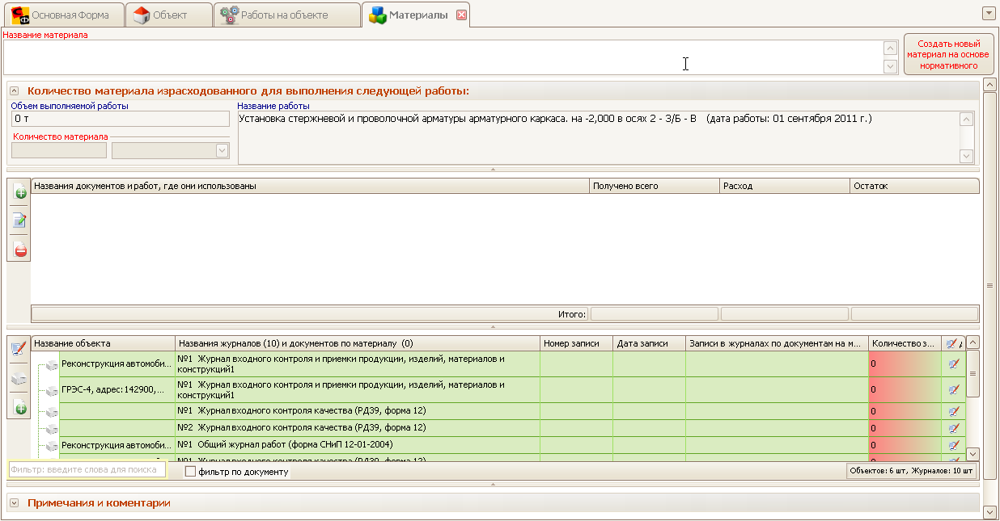 Основная Форма
Объект
Работы на объекте
Материалы
Название материала
Создать новый
материал на основе
нормативного
Количество материала израсходованного для выполнения следующей работы:
Объем выполняемой работы
Название работы
0 т
Установка стержневой и проволочной арматуры арматурного каркаса. на -2,000 в осях 2 - 3/Б - В (дата работы: 01 сентября 2011 г.)
Количество материала
Названия документов и работ, где они использованы
Получено всего
Расход
Остаток
Итого:
Название объекта
Названия журналов (10) и документов по материалу (0)
Номер записи
Дата записи
Записи в журналах по документам на м...
Количество з...
Реконструкция автомоби...
№1 Журнал входного контроля и приемки продукции, изделий, материалов и
конструкций1
0
ГРЭС-4, адрес: 142900,...
№1 Журнал входного контроля и приемки продукции, изделий, материалов и
конструкций1
0
№1 Журнал входного контроля качества (РД39, форма 12)
0
№2 Журнал входного контроля качества (РД39, форма 12)
0
Реконструкция автомоби...
№1 Общий журнал работ (форма СНиП 12-01-2004)
0
№1 Журнал входного контроля качества (РД39, форма 12)
0
Фильтр: введите слова для поиска
фильтр по документу
Объектов: 6 шт, Журналов: 10 шт
Примечания и коментарии